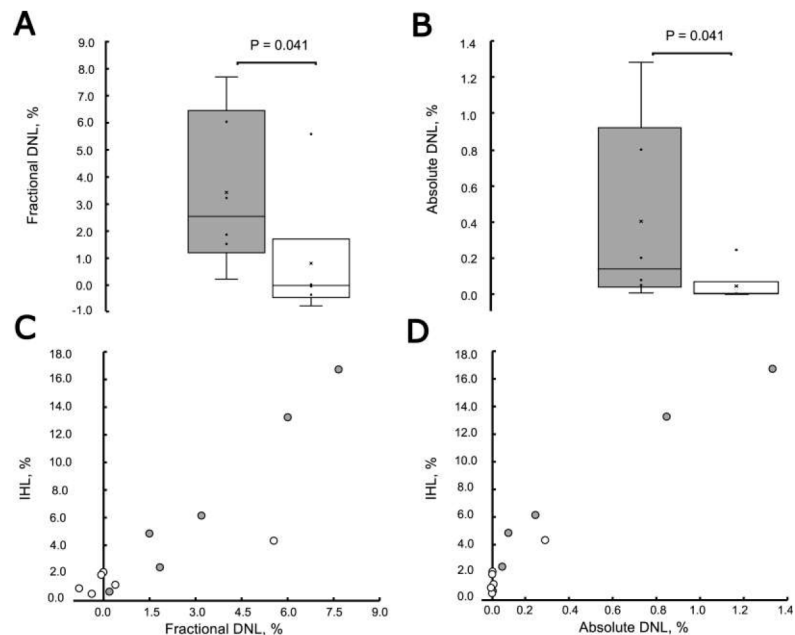 A
9.0
8.0
7.0
6.0
5.0
4.0
3.0
2.0
1.0
0.0
-1.0
Fractional DNL, %
P = 0.041
B
1.4
1.2
1.0
0.8
0.6
0.4
0.2
0.0
Absolute DNL, %
P = 0.041
C
18.0
16.0
14.0
12.0
10.0
8.0
6.0
4.0
2.0
0.0
IHL, %
0.0 1.5 3.0 4.5 6.0 7.5 9.0
Fractional DNL, %
D
18.0
16.0
14.0
12.0
10.0
8.0
6.0
4.0
2.0
0.0
IHL, %
0.0 0.2 0.4 0.6 0.8 1.0 1.2 1.4
Absolute DNL, %